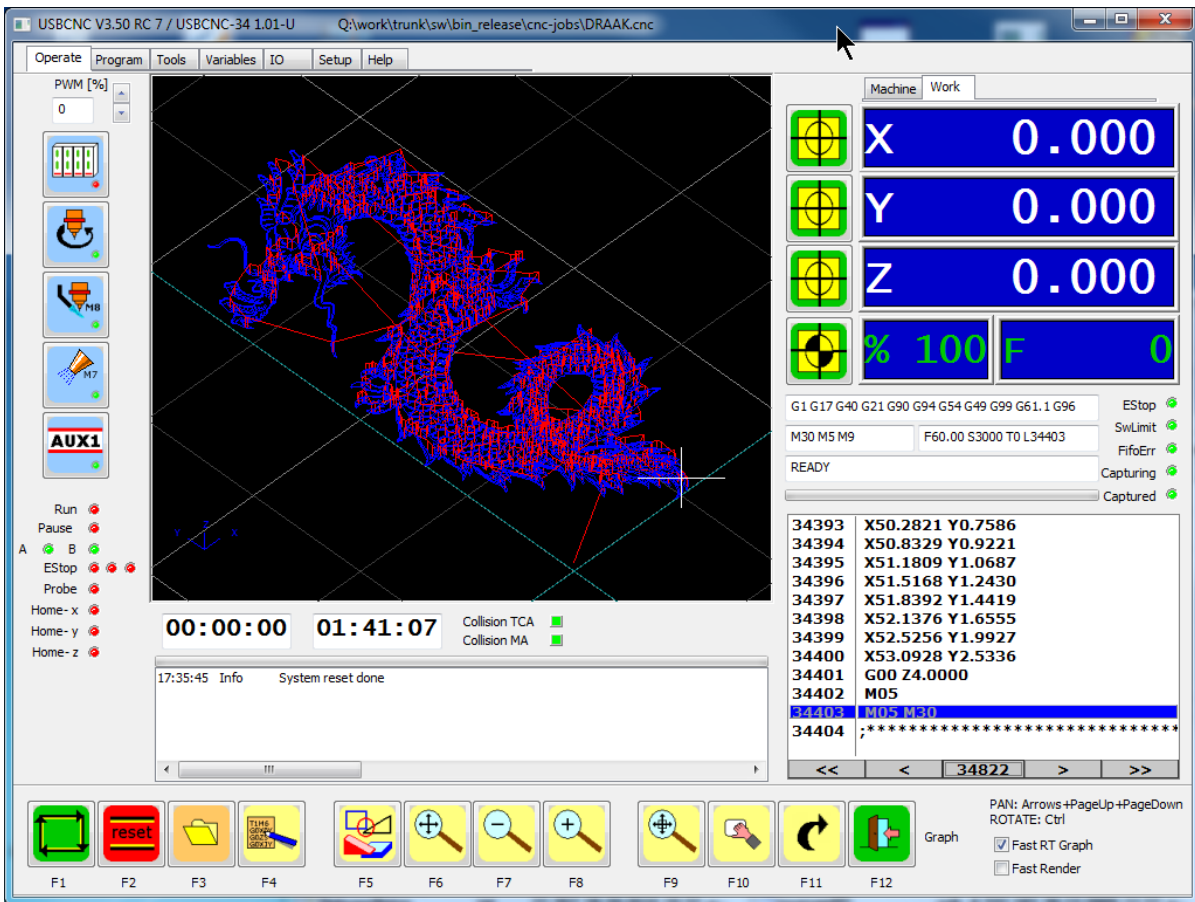 USBCNC V3.50 RC 7 / USBCNC-34 1.01-U Q:\work\trunk\sw\bin_release\cnc-jobs\DRAAK.cnc
Operate Program Tools Variables IO Setup Help
PWM [%]
0
M8
M7
AUX1
Run
Pause
A B
EStop
Probe
Home- x
Home- y
Home- z
00:00:00 01:41:07
Collision TCA
Collision MA
17:35:45 Info System reset done
Machine Work
X 0.000
Y 0.000
Z 0.000
% 100 F 0
G1 G17 G40 G21 G90 G94 G54 G49 G99 G61.1 G96
M30 M5 M9 F60.00 S3000 T0 L34403
READY
EStop
SwLimit
FifoErr
Capturing
Captured
34393 X50.2821 Y0.7586
34394 X50.8329 Y0.9221
34395 X51.1809 Y1.0687
34396 X51.5168 Y1.2430
34397 X51.8392 Y1.4419
34398 X52.1376 Y1.6555
34399 X52.5256 Y1.9927
34400 X53.0928 Y2.5336
34401 G00 Z4.0000
34402 M05
34403 M05 M30
34404 ;******************************
<< < 34822 > >>
reset
F1 F2 F3 F4 F5 F6 F7 F8 F9 F10 F11 F12
Graph
PAN: Arrows+PageUp+PageDown
ROTATE: Ctrl
Fast RT Graph
Fast Render